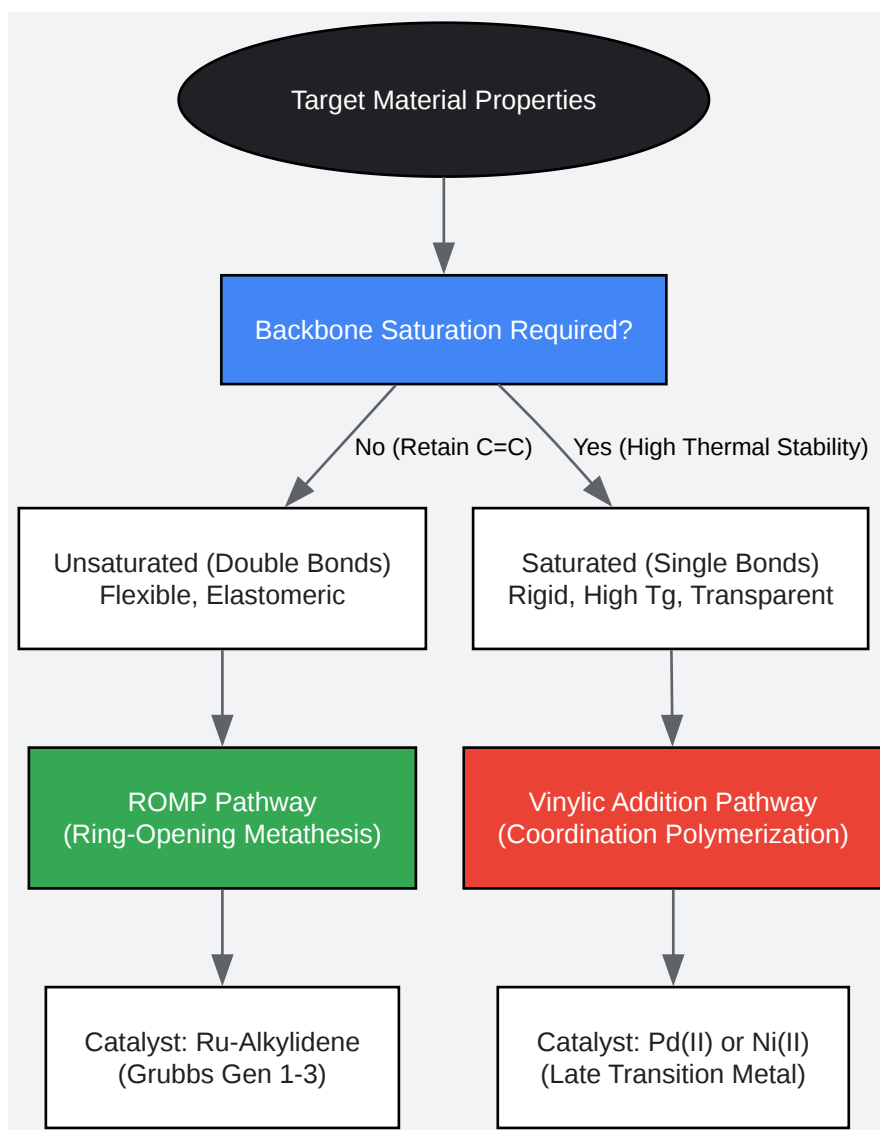 Target Material Properties
Backbone Saturation Required?
No (Retain C=C)
Yes (High Thermal Stability)
Unsaturated (Double Bonds)
Flexible, Elastomeric
Saturated (Single Bonds)
Rigid, High Tg, Transparent
ROMP Pathway
(Ring-Opening Metathesis)
Vinylic Addition Pathway
(Coordination Polymerization)
Catalyst: Ru-Alkylidene
(Grubbs Gen 1-3)
Catalyst: Pd(II) or Ni(II)
(Late Transition Metal)